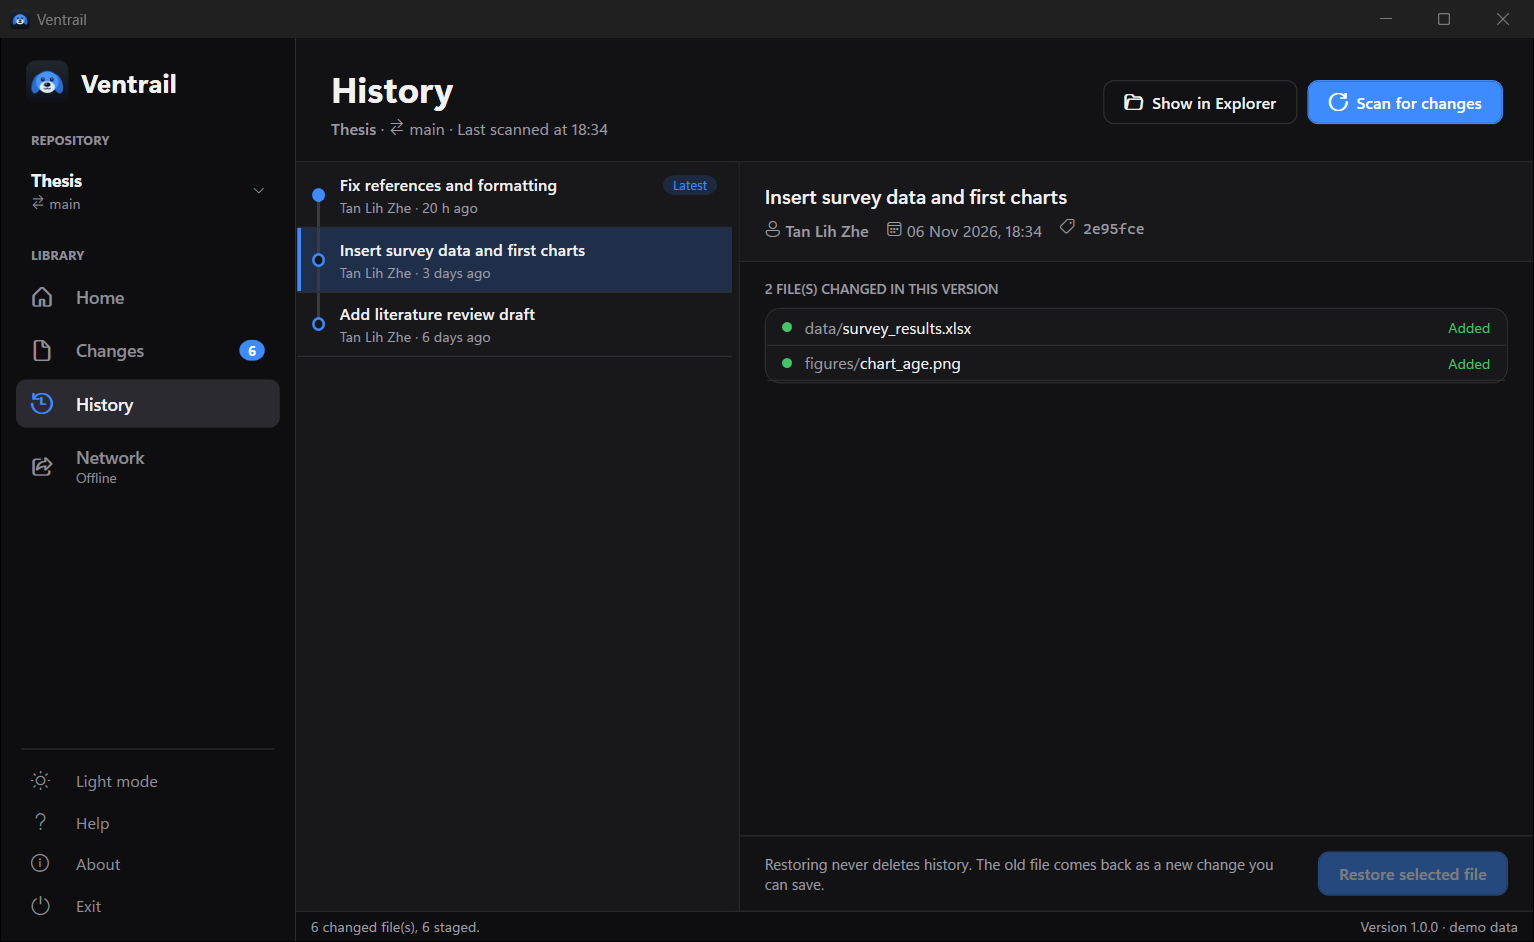 Ventrail
Ventrail
REPOSITORY
Thesis
main
LIBRARY
Home
Changes
6
History
Network
Offline
Light mode
Help
About
Exit
History
Thesis · main · Last scanned at 18:34
Show in Explorer
Scan for changes
Fix references and formatting
Latest
Tan Lih Zhe · 20 h ago
Insert survey data and first charts
Tan Lih Zhe · 3 days ago
Add literature review draft
Tan Lih Zhe · 6 days ago
Insert survey data and first charts
Tan Lih Zhe 06 Nov 2026, 18:34 2e95fce
2 FILE(S) CHANGED IN THIS VERSION
data/survey_results.xlsx Added
figures/chart_age.png Added
Restoring never deletes history. The old file comes back as a new change you
can save.
Restore selected file
6 changed file(s), 6 staged.
Version 1.0.0 · demo data